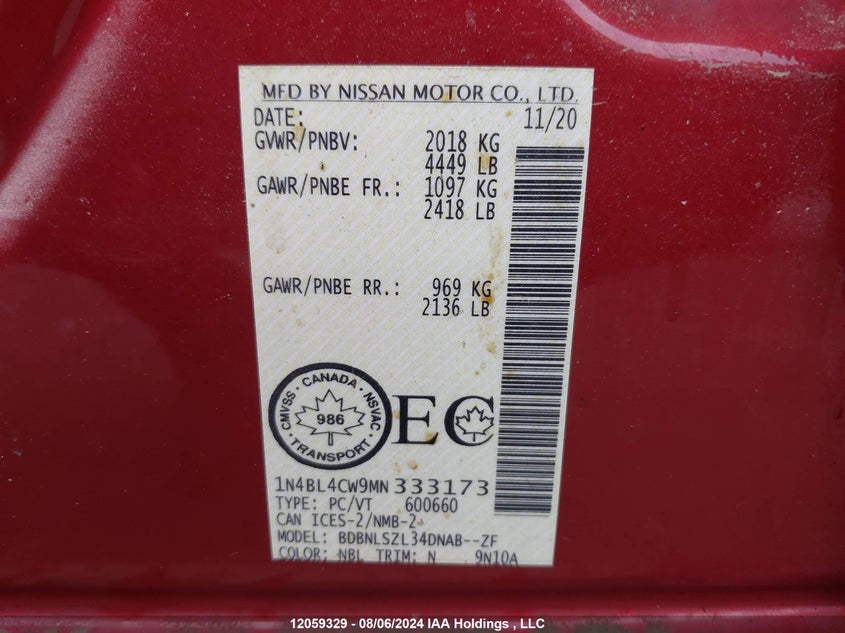 MFD BY NISSAN MOTOR CO., LTD.
DATE: 11/20
GVWR/PNBV: 2018 KG
4449 LB
GAWR/PNBE FR.: 1097 KG
2418 LB
GAWR/PNBE RR.: 969 KG
2136 LB
CANADA
CMVSS · NSVAC
986
TRANSPORT
EC
1N4BL4CW9MN333173
TYPE: PC/VT 600660
CAN ICES-2/NMB-2
MODEL: BDBNLSZL34DNAB--ZF
COLOR: NBL TRIM: N 9N10A
12059329 - 08/06/2024 IAA Holdings , LLC